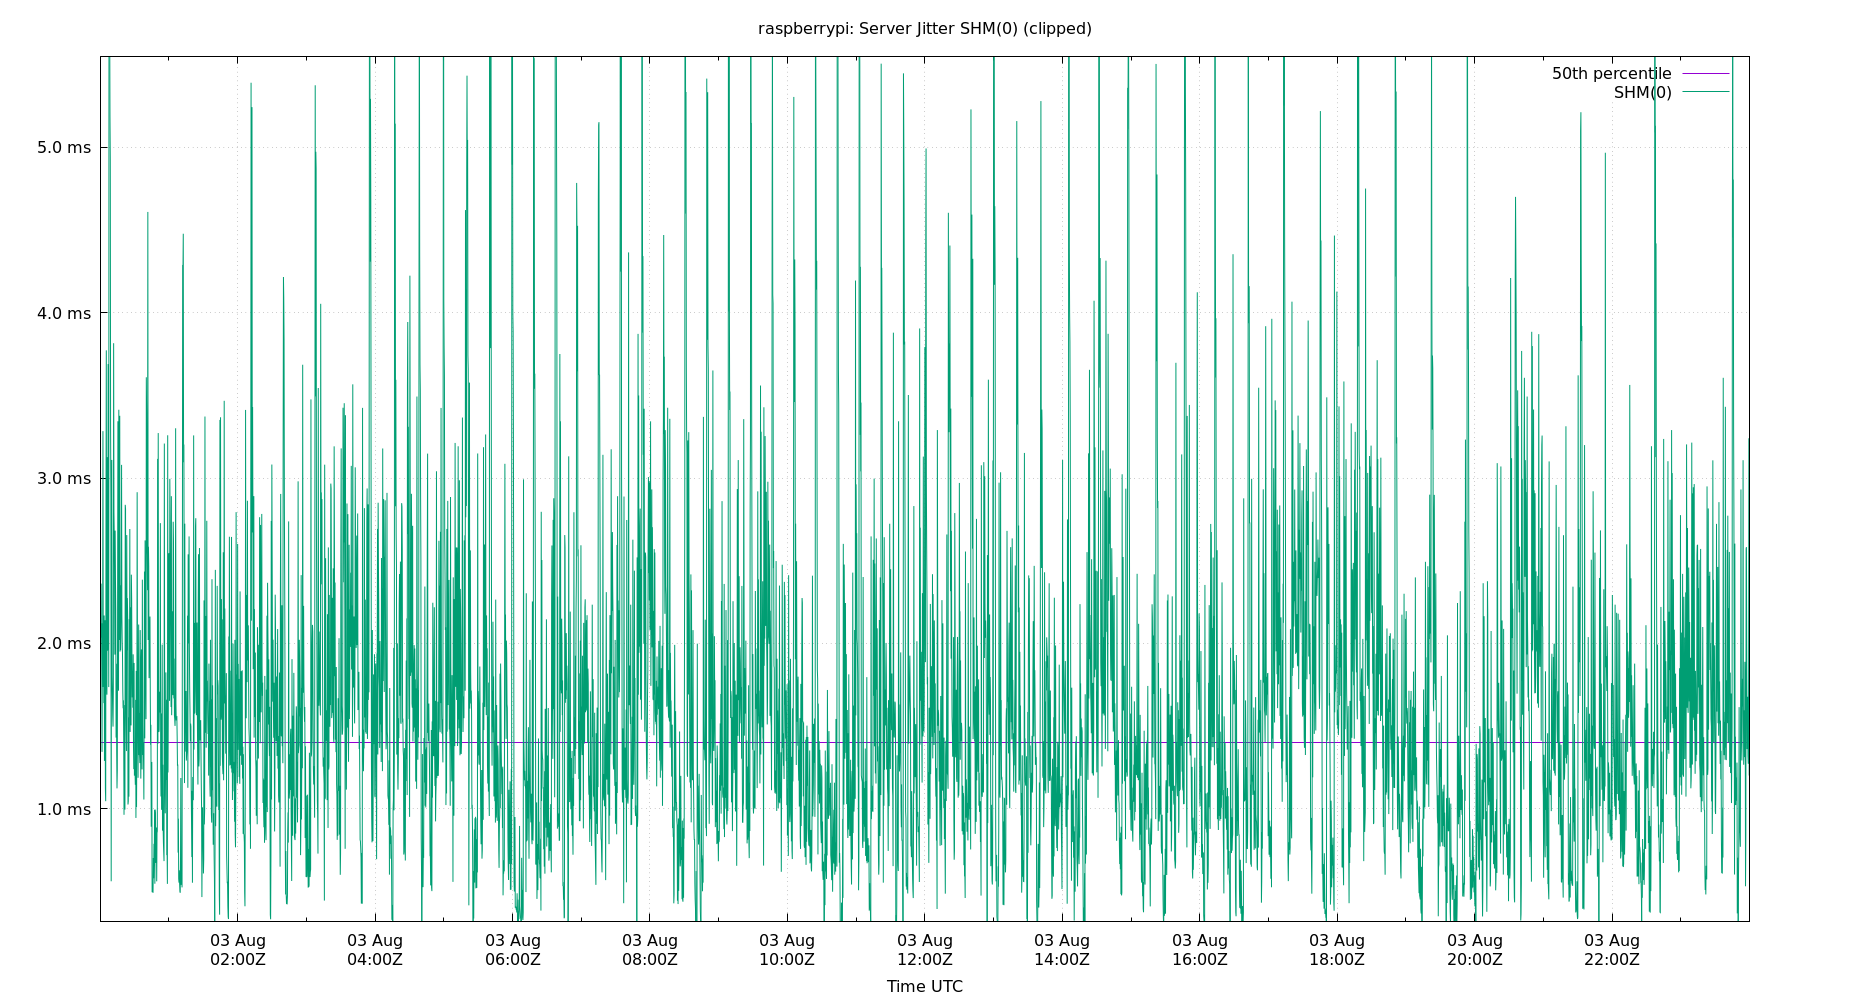 raspberrypi: Server Jitter SHM(0) (clipped)
50th percentile
SHM(0)
5.0 ms
4.0 ms
3.0 ms
2.0 ms
1.0 ms
03 Aug 03 Aug 03 Aug 03 Aug 03 Aug 03 Aug 03 Aug 03 Aug 03 Aug 03 Aug 03 Aug
02:00Z 04:00Z 06:00Z 08:00Z 10:00Z 12:00Z 14:00Z 16:00Z 18:00Z 20:00Z 22:00Z
Time UTC